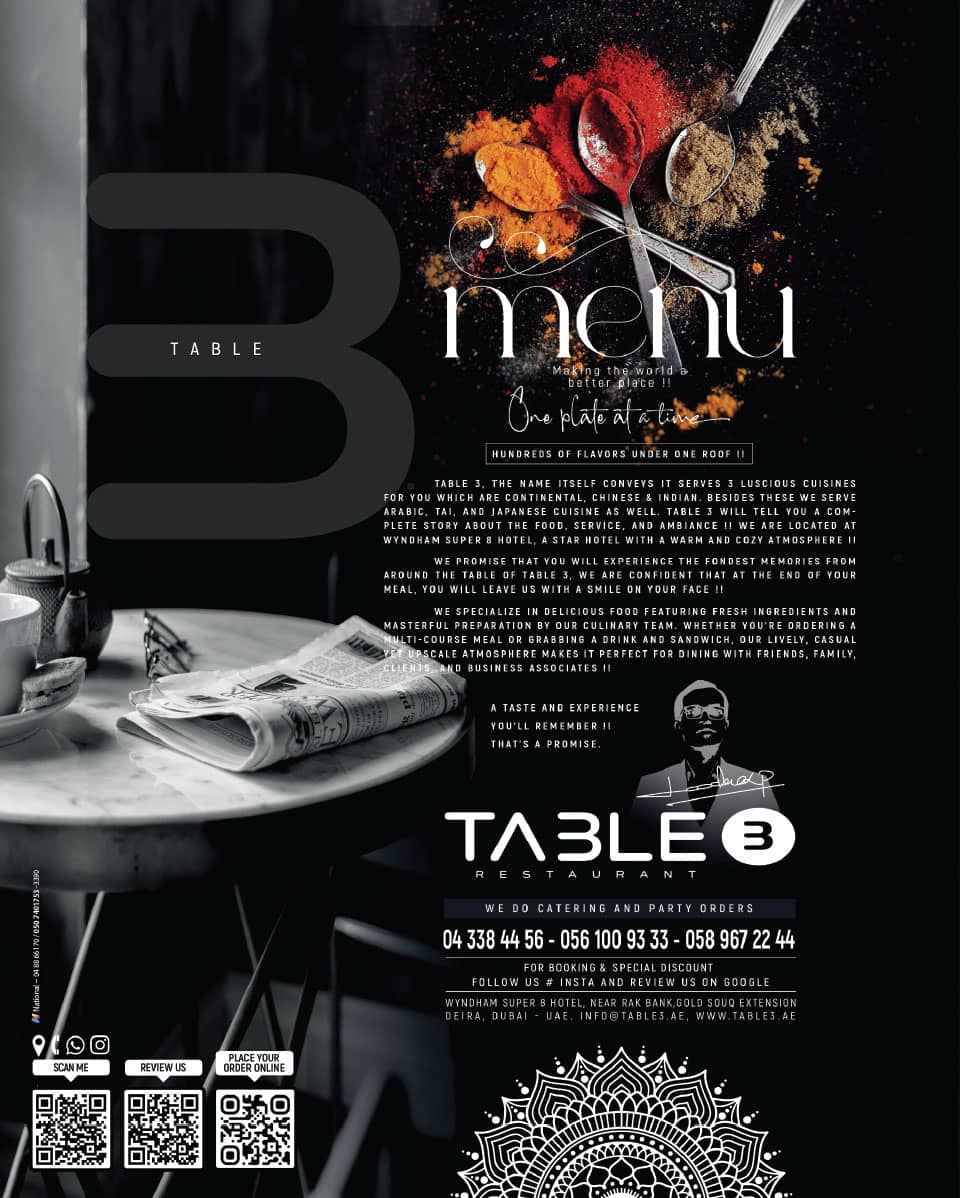 3
TABLE
menu
Making the world a
better place !!
One plate at a time
HUNDREDS OF FLAVORS UNDER ONE ROOF !!
TABLE 3, THE NAME ITSELF CONVEYS IT SERVES 3 LUSCIOUS CUISINES
FOR YOU WHICH ARE CONTINENTAL, CHINESE & INDIAN. BESIDES THESE WE SERVE
ARABIC, TAI, AND JAPANESE CUISINE AS WELL. TABLE 3 WILL TELL YOU A COM-
PLETE STORY ABOUT THE FOOD, SERVICE, AND AMBIANCE !! WE ARE LOCATED AT
WYNDHAM SUPER 8 HOTEL, A STAR HOTEL WITH A WARM AND COZY ATMOSPHERE !!
WE PROMISE THAT YOU WILL EXPERIENCE THE FONDEST MEMORIES FROM
AROUND THE TABLE OF TABLE 3, WE ARE CONFIDENT THAT AT THE END OF YOUR
MEAL, YOU WILL LEAVE US WITH A SMILE ON YOUR FACE !!
WE SPECIALIZE IN DELICIOUS FOOD FEATURING FRESH INGREDIENTS AND
MASTERFUL PREPARATION BY OUR CULINARY TEAM. WHETHER YOU'RE ORDERING A
MULTI-COURSE MEAL OR GRABBING A DRINK AND SANDWICH, OUR LIVELY, CASUAL
YET UPSCALE ATMOSPHERE MAKES IT PERFECT FOR DINING WITH FRIENDS, FAMILY,
CLIENTS, AND BUSINESS ASSOCIATES !!
A TASTE AND EXPERIENCE
YOU'LL REMEMBER !!
THAT'S A PROMISE.
TABLE 3
RESTAURANT
WE DO CATERING AND PARTY ORDERS
04 338 44 56 - 056 100 93 33 - 058 967 22 44
FOR BOOKING & SPECIAL DISCOUNT
FOLLOW US # INSTA AND REVIEW US ON GOOGLE
WYNDHAM SUPER 8 HOTEL, NEAR RAK BANK,GOLD SOUQ EXTENSION
DEIRA, DUBAI - UAE. INFO@TABLE3.AE, WWW.TABLE3.AE
National – 04 88 66170 / 050 7401753 -3390
SCAN ME
REVIEW US
PLACE YOUR
ORDER ONLINE